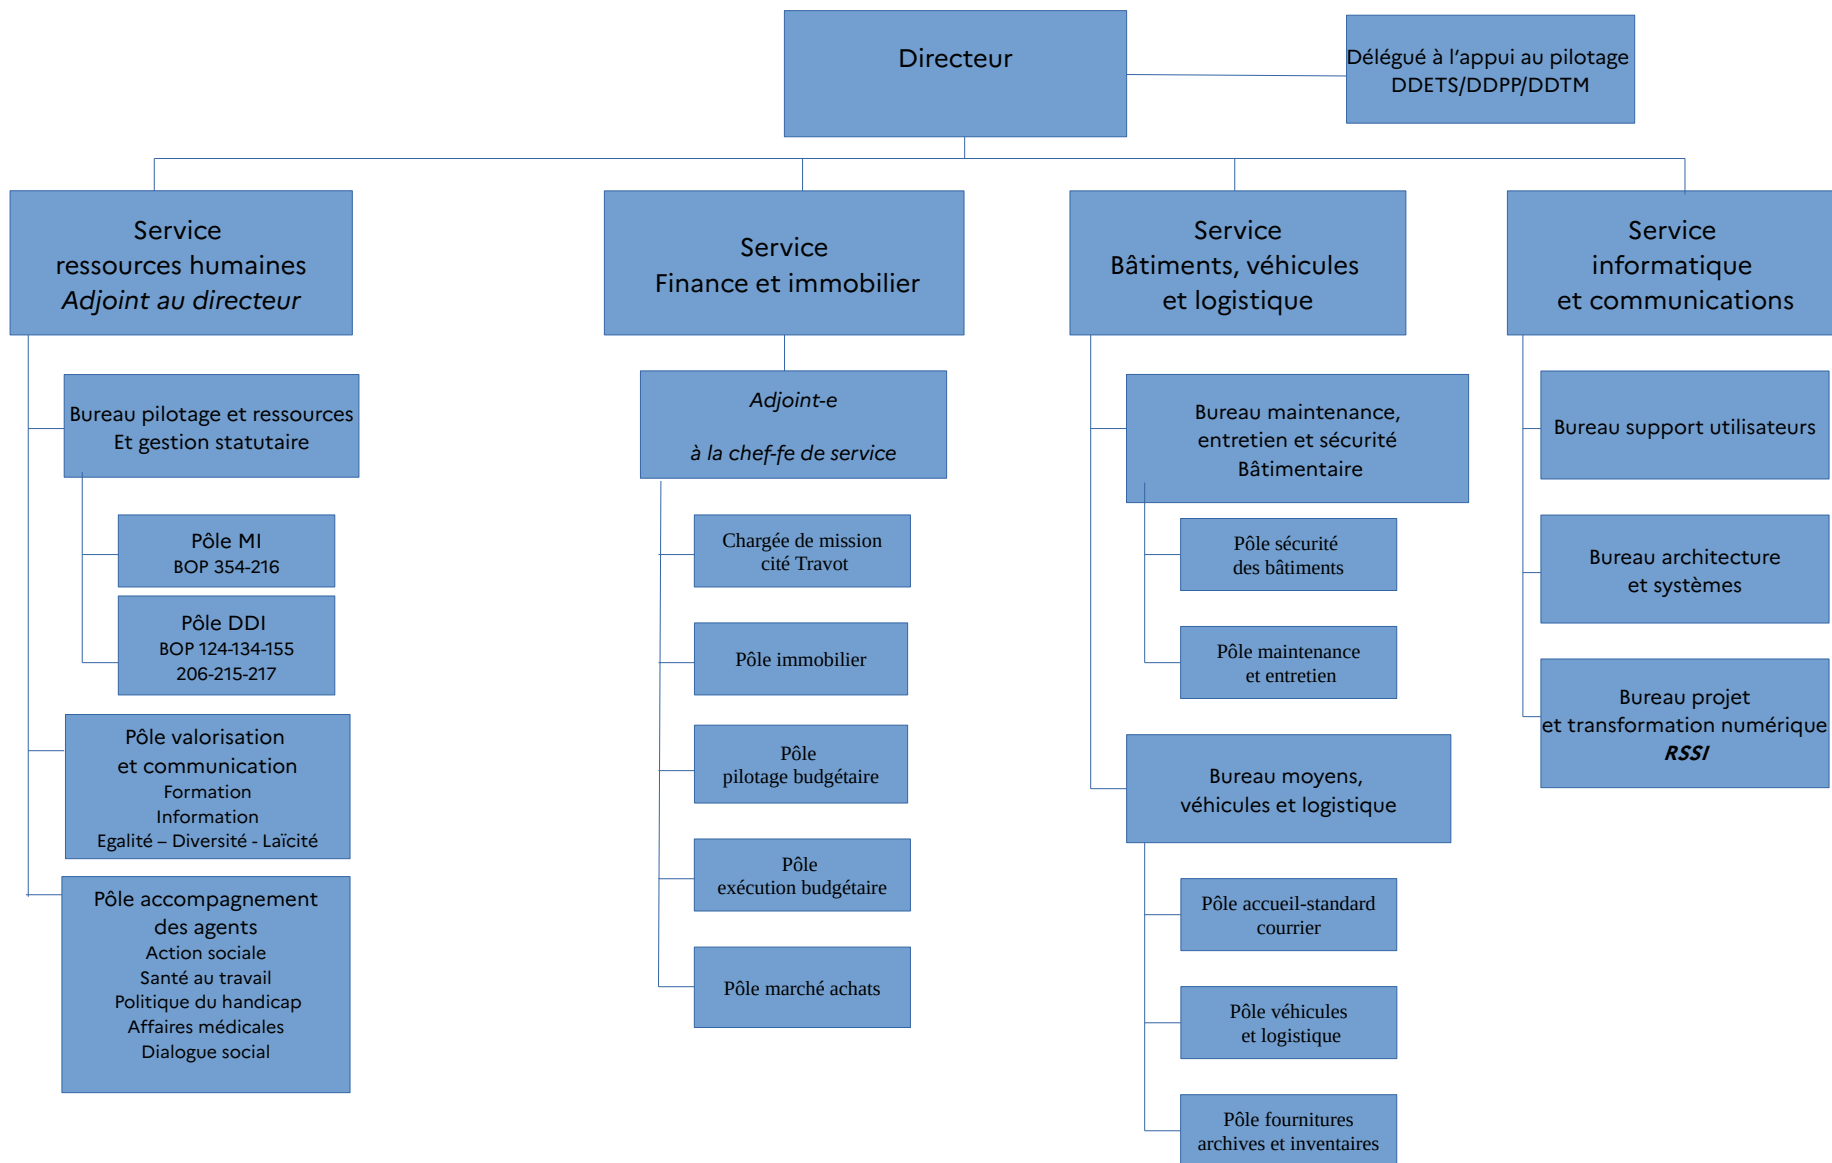 Directeur
Délégué à l'appui au pilotage
DDETS/DDPP/DDTM
Service
ressources humaines
Adjoint au directeur
Bureau pilotage et ressources
Et gestion statutaire
Pôle MI
BOP 354-216
Pôle DDI
BOP 124-134-155
206-215-217
Pôle valorisation
et communication
Formation
Information
Egalité – Diversité - Laïcité
Pôle accompagnement
des agents
Action sociale
Santé au travail
Politique du handicap
Affaires médicales
Dialogue social
Service
Finance et immobilier
Adjoint-e
à la chef-fe de service
Chargée de mission
cité Travot
Pôle immobilier
Pôle
pilotage budgétaire
Pôle
exécution budgétaire
Pôle marché achats
Service
Bâtiments, véhicules
et logistique
Bureau maintenance,
entretien et sécurité
Bâtimentaire
Pôle sécurité
des bâtiments
Pôle maintenance
et entretien
Bureau moyens,
véhicules et logistique
Pôle accueil-standard
courrier
Pôle véhicules
et logistique
Pôle fournitures
archives et inventaires
Service
informatique
et communications
Bureau support utilisateurs
Bureau architecture
et systèmes
Bureau projet
et transformation numérique
RSSI